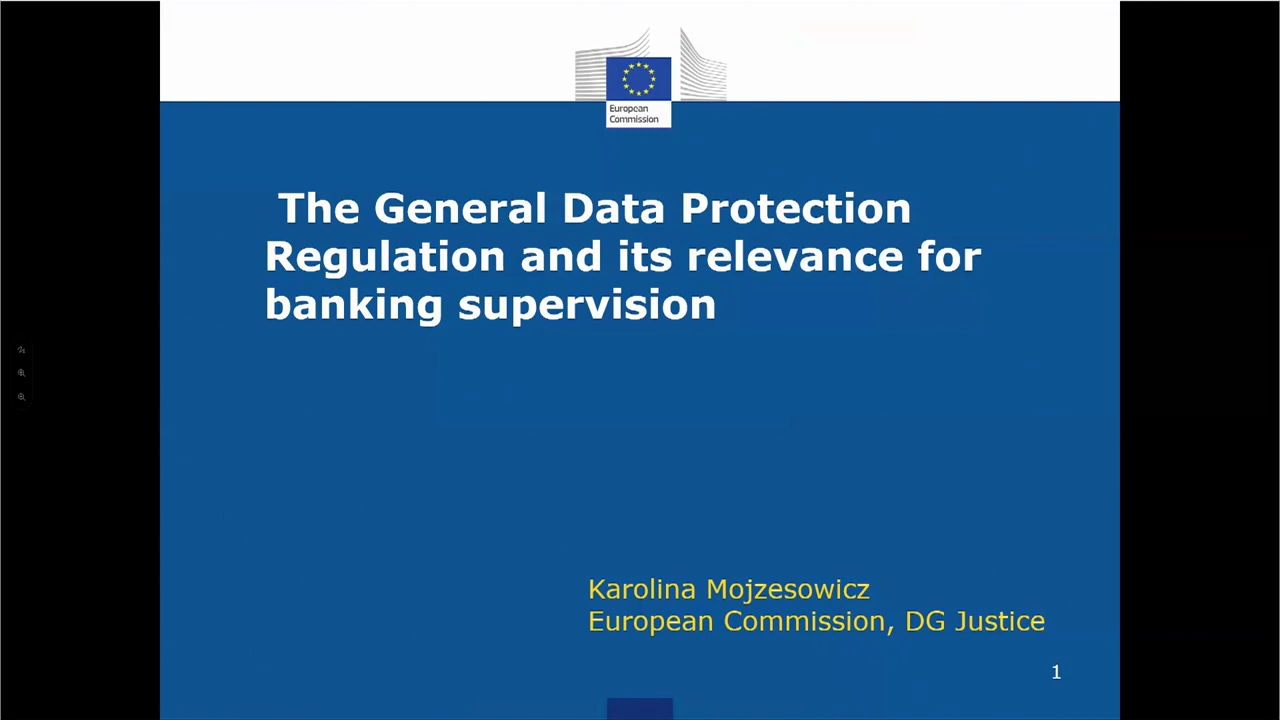 European
Commission
The General Data Protection
Regulation and its relevance for
banking supervision
Karolina Mojzesowicz
European Commission, DG Justice
1